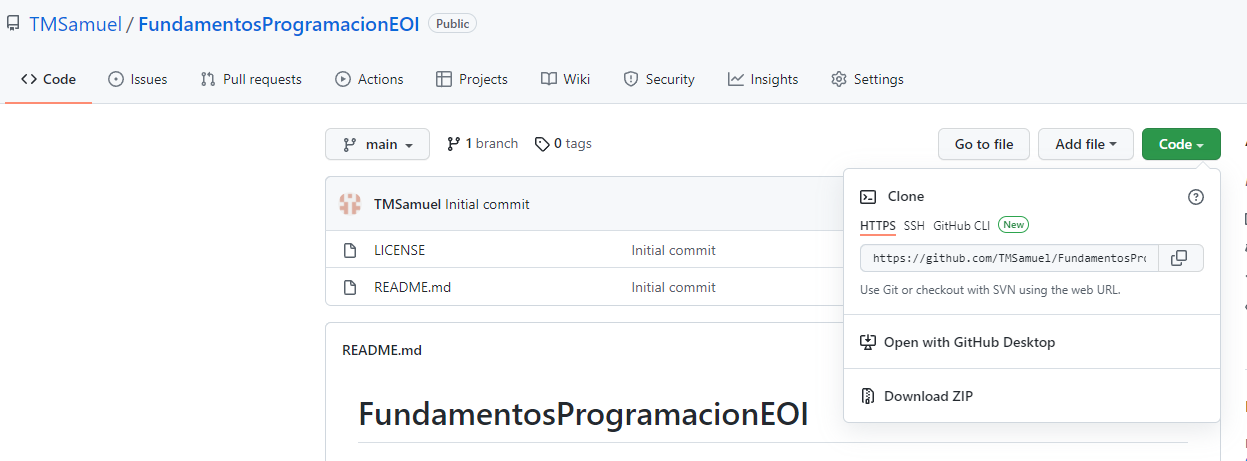 TMSamuel / FundamentosProgramacionEOI Public
Code Issues Pull requests Actions Projects Wiki Security Insights Settings
main 1 branch 0 tags Go to file Add file Code
TMSamuel Initial commit
LICENSE Initial commit
README.md Initial commit
Clone
HTTPS SSH GitHub CLI New
https://github.com/TMSamuel/FundamentosPro
Use Git or checkout with SVN using the web URL.
Open with GitHub Desktop
Download ZIP
README.md
FundamentosProgramacionEOI